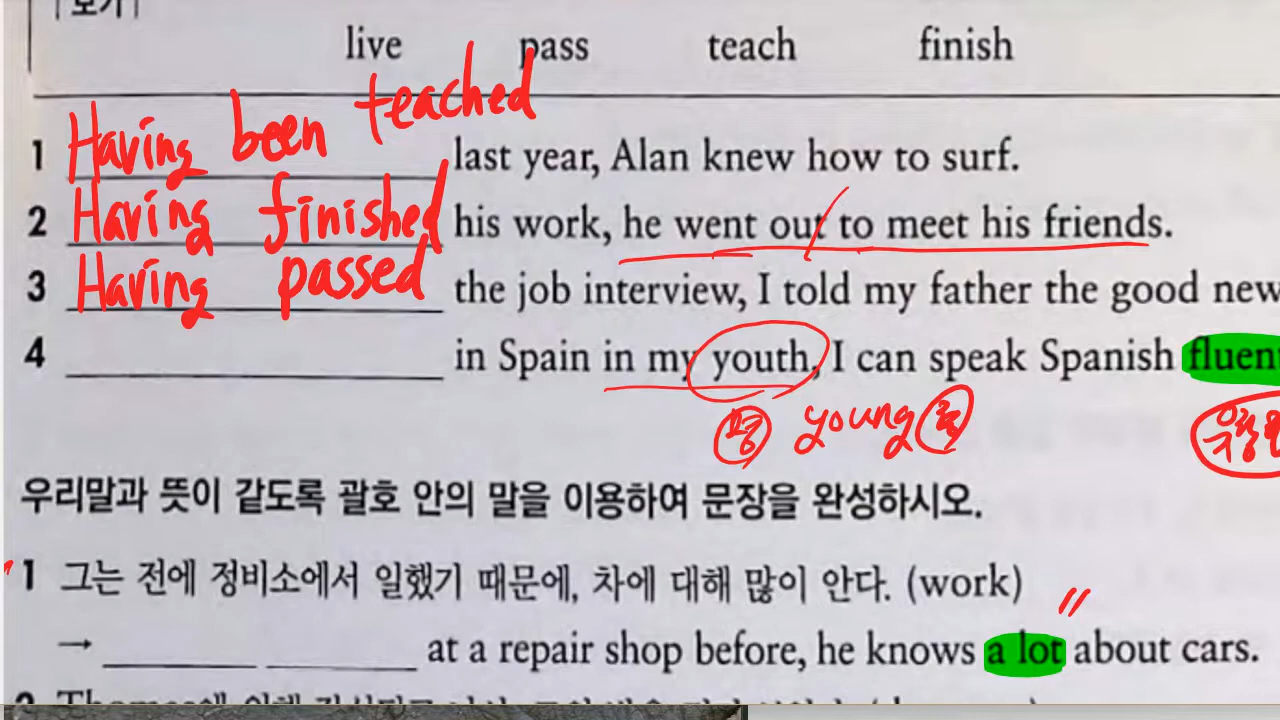 보기
live pass teach finish
1 Having been teached last year, Alan knew how to surf.
2 Having finished his work, he went out to meet his friends.
3 Having passed the job interview, I told my father the good new
4 in Spain in my youth, I can speak Spanish fluen
명 young 형
우리말과 뜻이 같도록 괄호 안의 말을 이용하여 문장을 완성하시오.
1 그는 전에 정비소에서 일했기 때문에, 차에 대해 많이 안다. (work)
→ at a repair shop before, he knows a lot about cars.